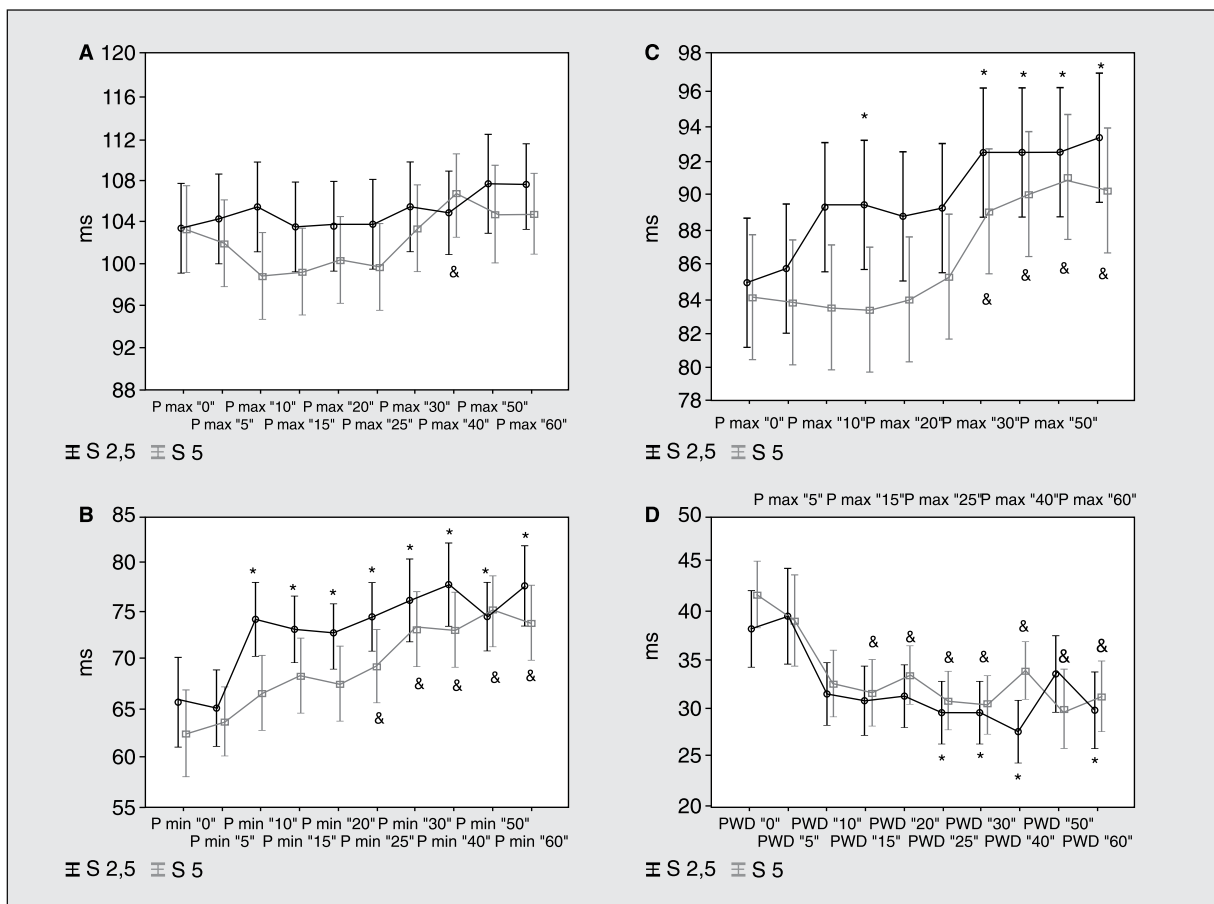 A
120
116
112
108
104
100
96
92
88
ms
&
P max "0" P max "10" P max "20" P max "30" P max "50"
P max "5" P max "15" P max "25" P max "40" P max "60"
S 2,5 S 5
C
98
96
94
92
90
88
86
84
82
80
78
ms
* * * * *
& & & &
P max "0" P max "10" P max "20" P max "30" P max "50"
S 2,5 S 5
B
85
80
75
70
65
60
55
ms
* * * * * * * *
& & & & &
P min "0" P min "10" P min "20" P min "30" P min "50"
P min "5" P min "15" P min "25" P min "40" P min "60"
S 2,5 S 5
P max "5" P max "15" P max "25" P max "40" P max "60"
D
50
45
40
35
30
25
20
ms
& & & & & & &
* * * *
PWD "0" PWD "10" PWD "20" PWD "30" PWD "50"
PWD "5" PWD "15" PWD "25" PWD "40" PWD "60"
S 2,5 S 5